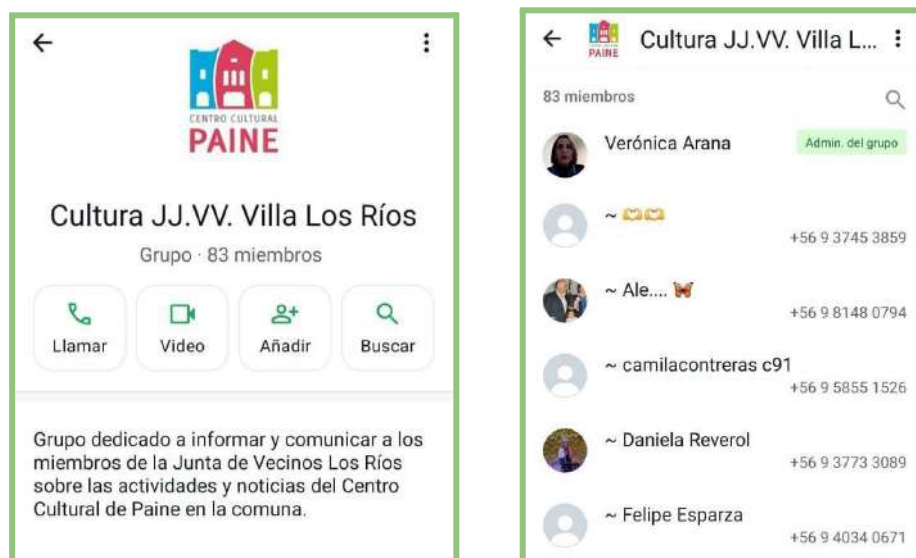 CENTRO CULTURAL
PAINE
Cultura JJ.VV. Villa Los Ríos
Grupo · 83 miembros
Llamar
Video
Añadir
Buscar
Grupo dedicado a informar y comunicar a los
miembros de la Junta de Vecinos Los Ríos
sobre las actividades y noticias del Centro
Cultural de Paine en la comuna.
PAINE
Cultura JJ.VV. Villa L...
83 miembros
Verónica Arana
Admin. del grupo
~ 🫶🫶
+56 9 3745 3859
~ Ale.... 🦋
+56 9 8148 0794
~ camilacontreras c91
+56 9 5855 1526
~ Daniela Reverol
+56 9 3773 3089
~ Felipe Esparza
+56 9 4034 0671